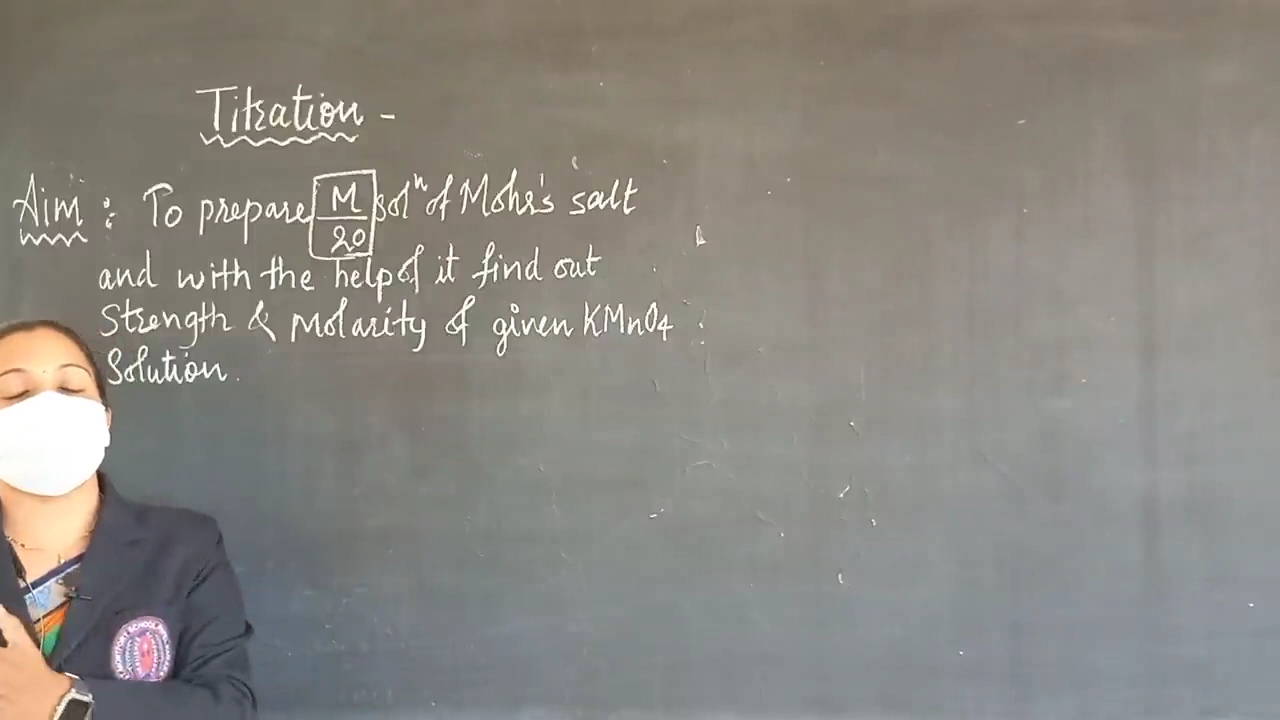 Titration -
Aim : To prepare M/20 solⁿ of Mohr's salt
and with the help of it find out
Strength & Molarity of given KMnO4
Solution.